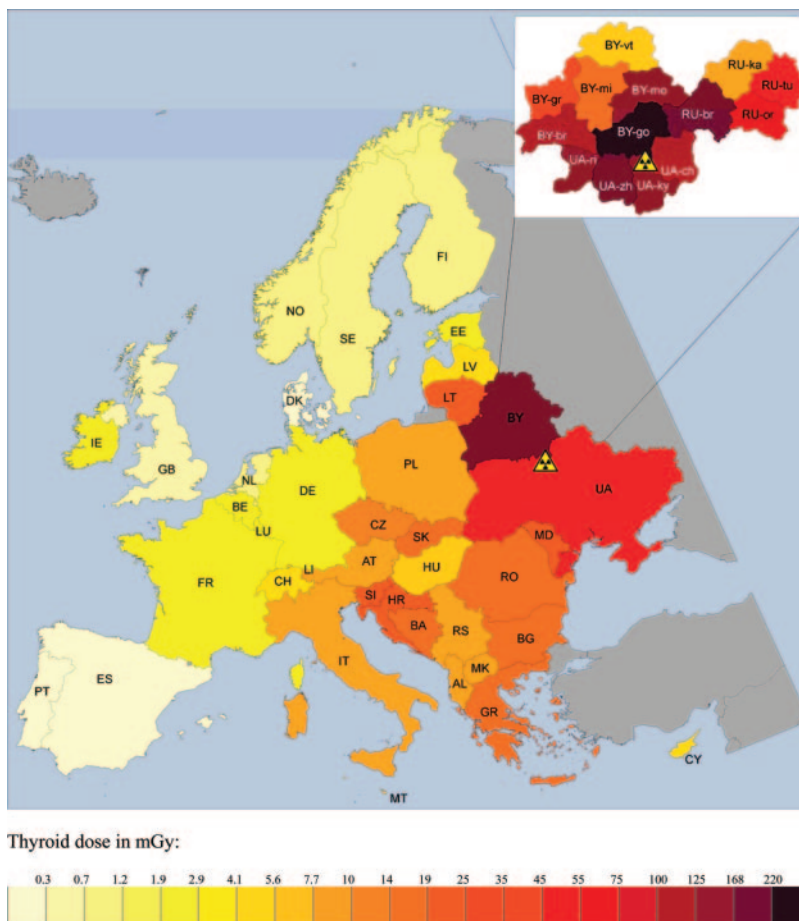 BY-vt
RU-ka
BY-gr
BY-mi
BY-mo
RU-tu
RU-br
RU-or
BY-br
BY-go
UA-ch
UA-zh
UA-ky
FI
NO
SE
EE
LV
LT
DK
BY
IE
GB
NL
PL
DE
BE
UA
CZ
LU
SK
MD
LI
AT
HU
CH
FR
RO
SI
HR
BA
RS
BG
IT
MK
ES
PT
AL
GR
CY
MT
Thyroid dose in mGy:
0.3 0.7 1.2 1.9 2.9 4.1 5.6 7.7 10 14 19 25 35 45 55 75 100 125 168 220